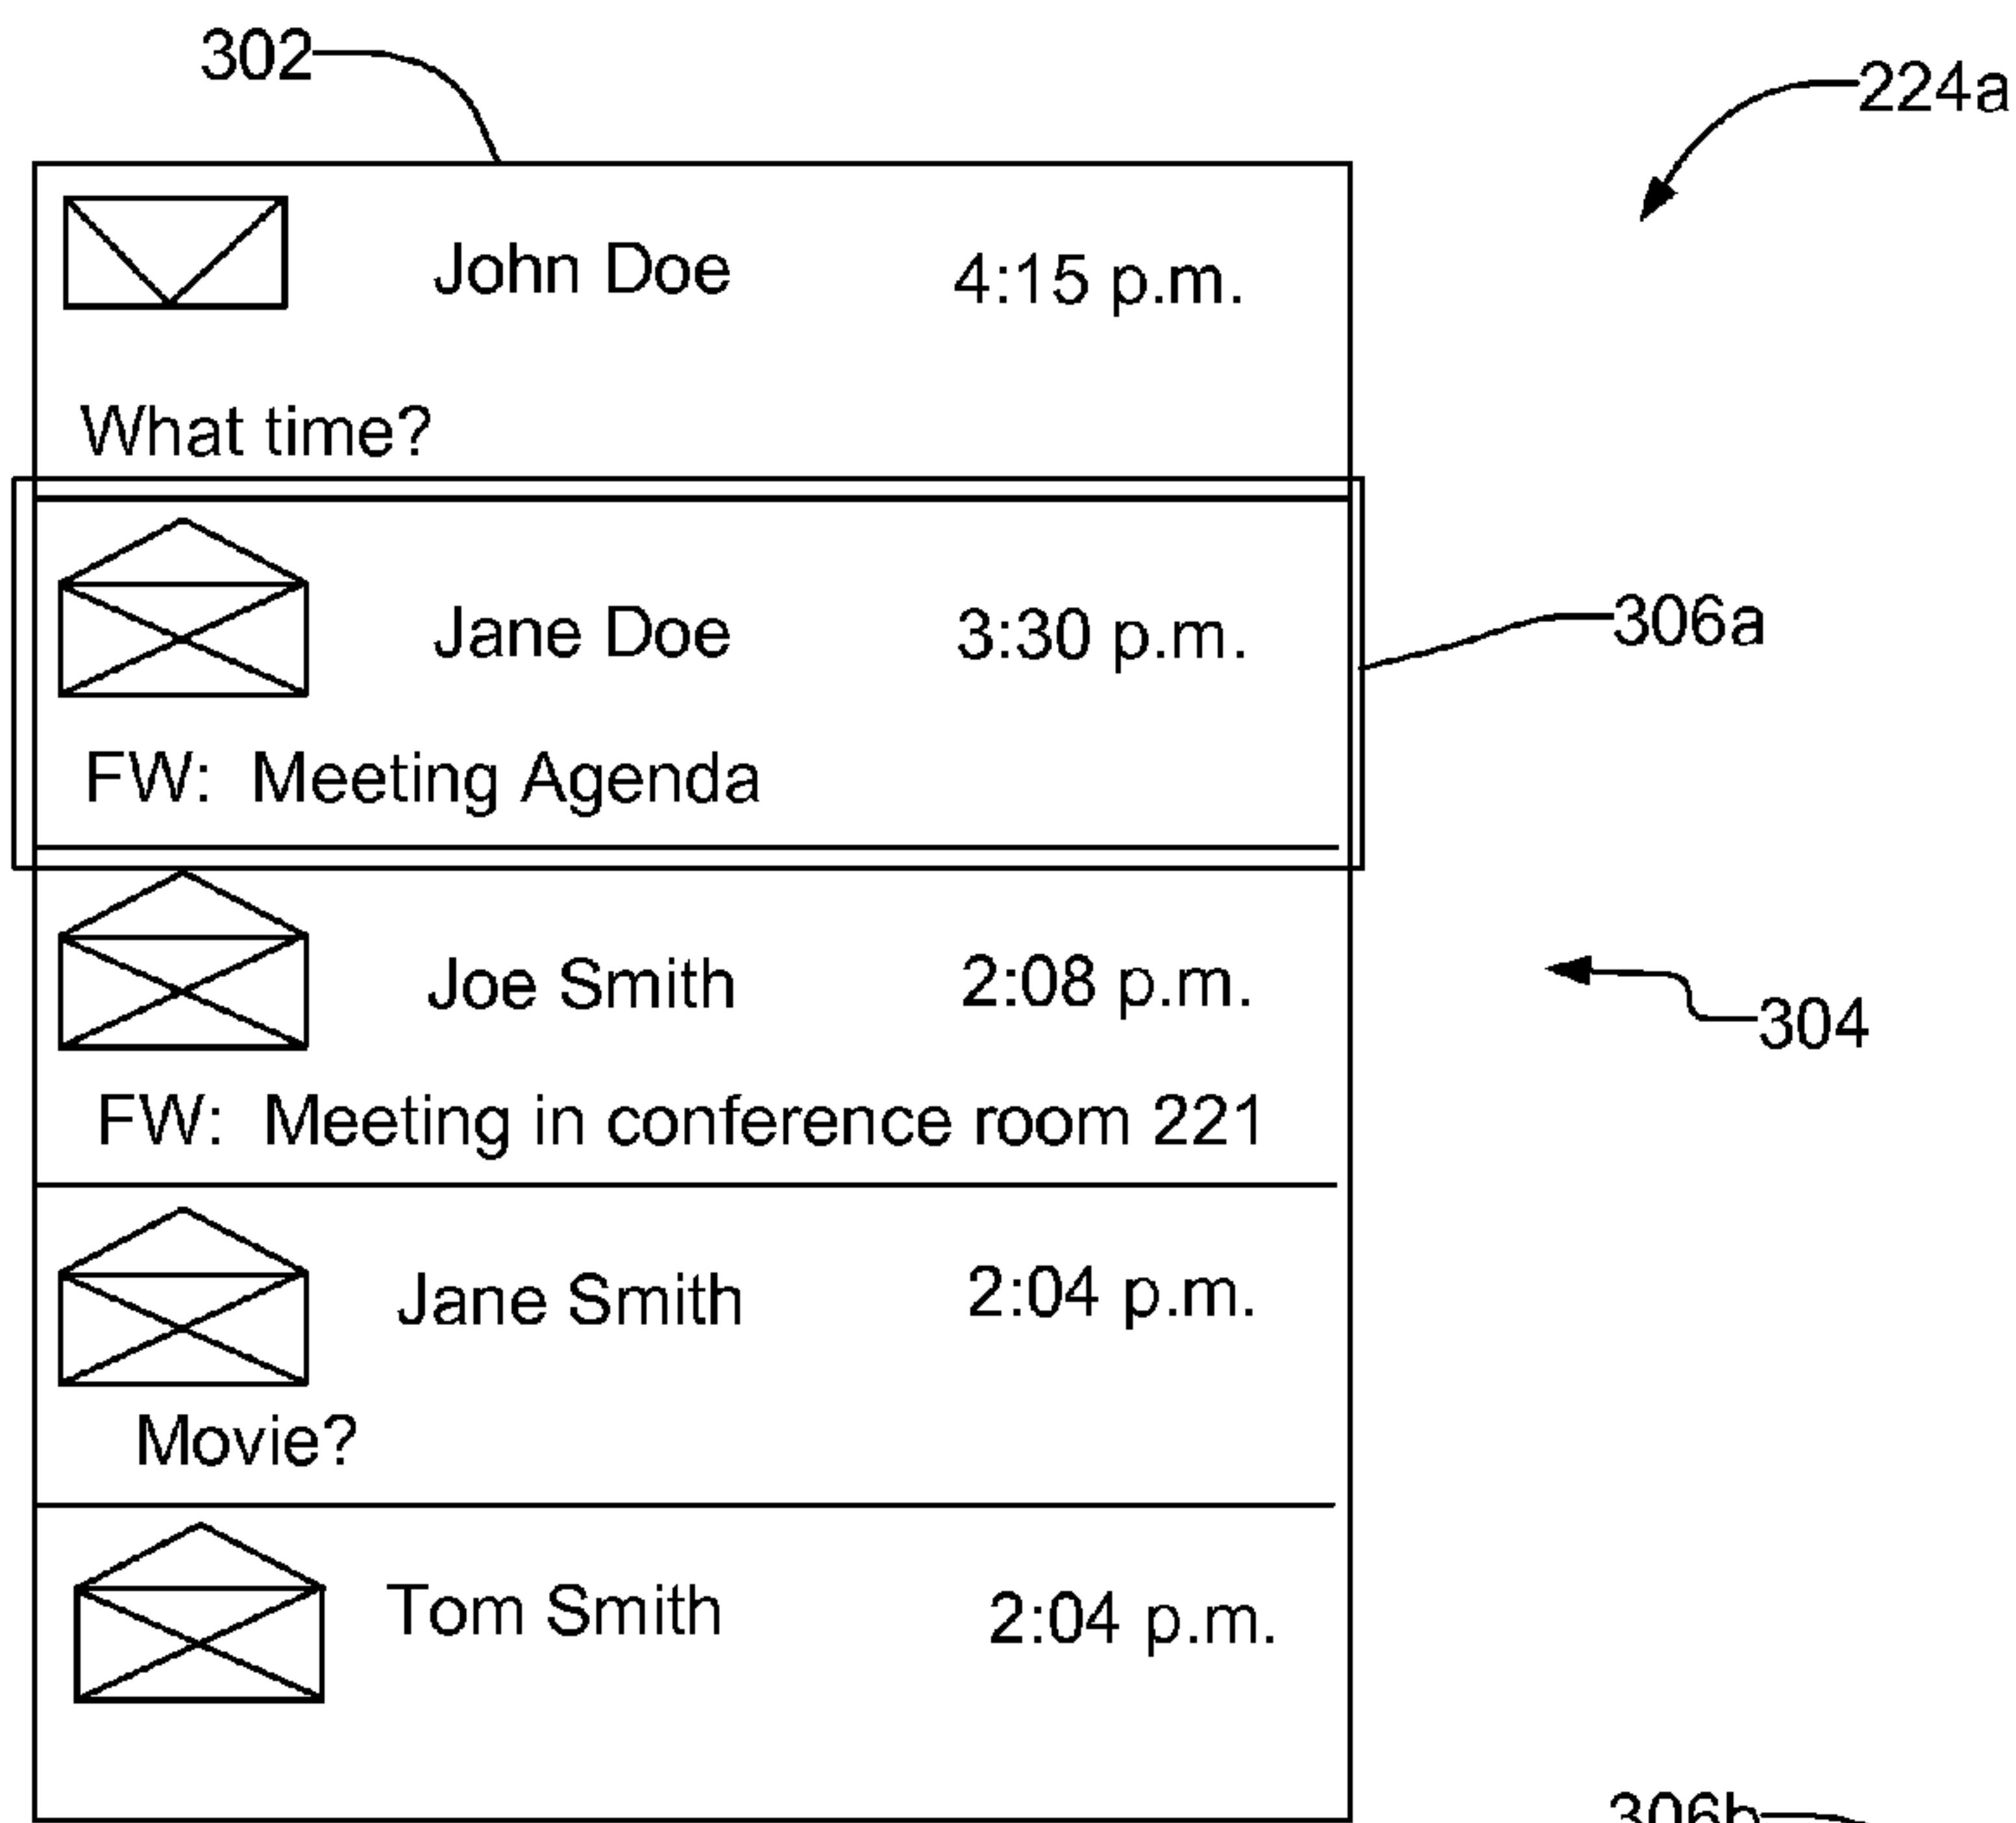 302
224a
John Doe 4:15 p.m.
What time?
Jane Doe 3:30 p.m.
306a
FW: Meeting Agenda
Joe Smith 2:08 p.m.
304
FW: Meeting in conference room 221
Jane Smith 2:04 p.m.
Movie?
Tom Smith 2:04 p.m.
306b